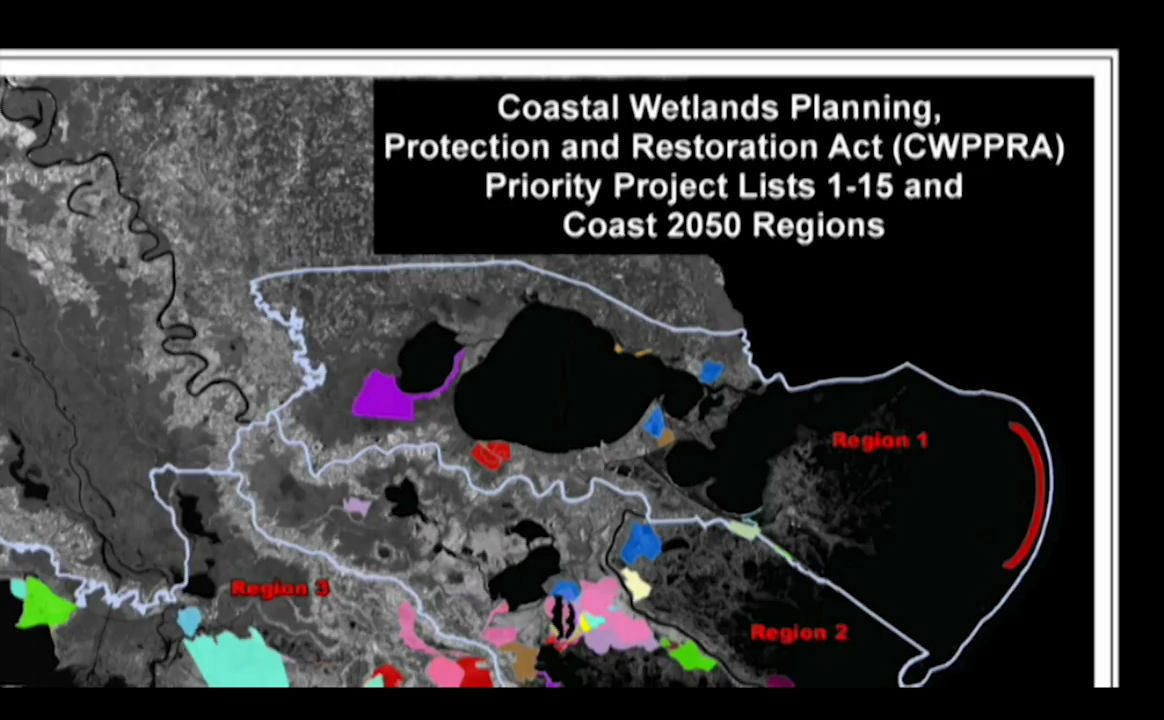 Coastal Wetlands Planning,
Protection and Restoration Act (CWPPRA)
Priority Project Lists 1-15 and
Coast 2050 Regions
Region 1
Region 3
Region 2